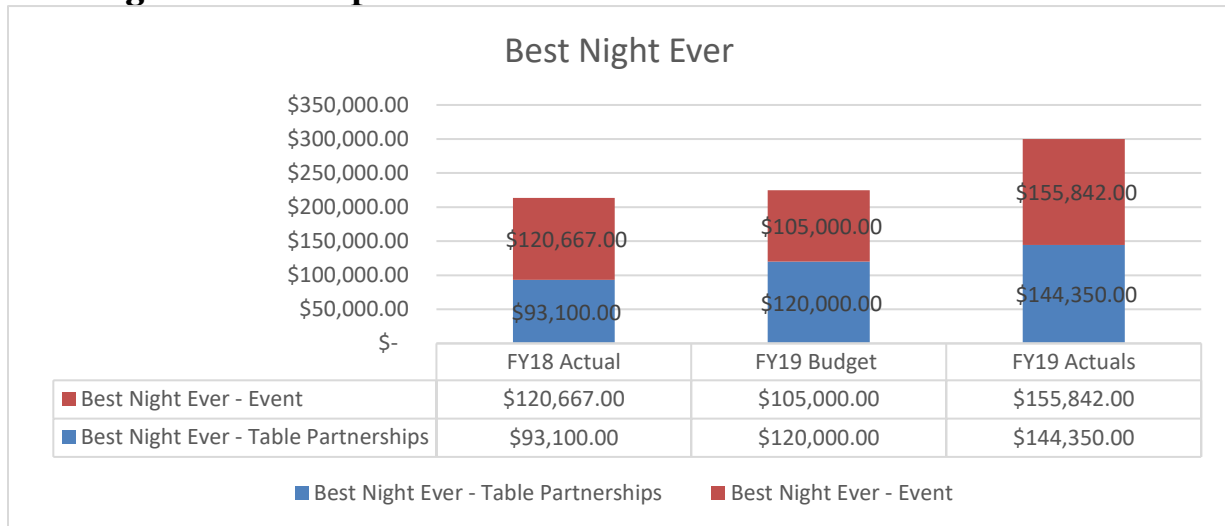 Best Night Ever
$350,000.00
$300,000.00
$250,000.00
$200,000.00
$150,000.00
$100,000.00
$50,000.00
$-
$120,667.00 $105,000.00 $155,842.00
$93,100.00 $120,000.00 $144,350.00
FY18 Actual FY19 Budget FY19 Actuals
Best Night Ever - Event $120,667.00 $105,000.00 $155,842.00
Best Night Ever - Table Partnerships $93,100.00 $120,000.00 $144,350.00
Best Night Ever - Table Partnerships Best Night Ever - Event